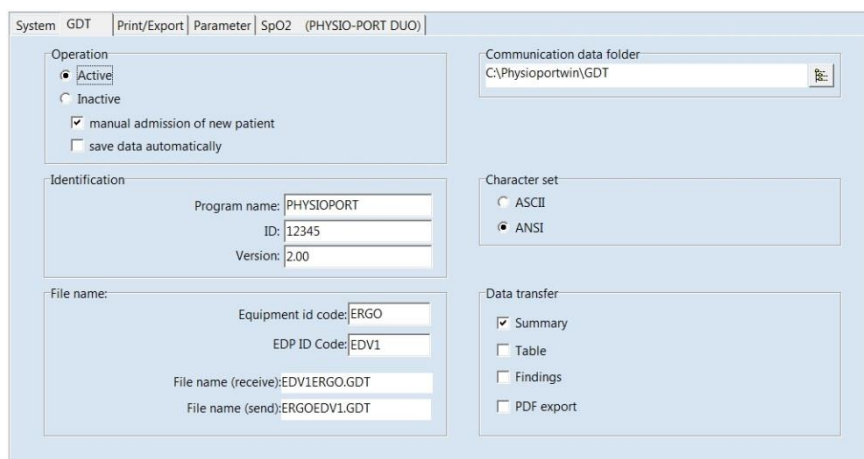 System GDT Print/Export Parameter SpO2 (PHYSIO-PORT DUO)
Operation
Active
Inactive
manual admission of new patient
save data automatically
Communication data folder
C:\Physioportwin\GDT
Identification
Program name: PHYSIOPORT
ID: 12345
Version: 2.00
Character set
ASCII
ANSI
File name:
Equipment id code: ERGO
EDP ID Code: EDV1
File name (receive): EDV1ERGO.GDT
File name (send): ERGOEDV1.GDT
Data transfer
Summary
Table
Findings
PDF export